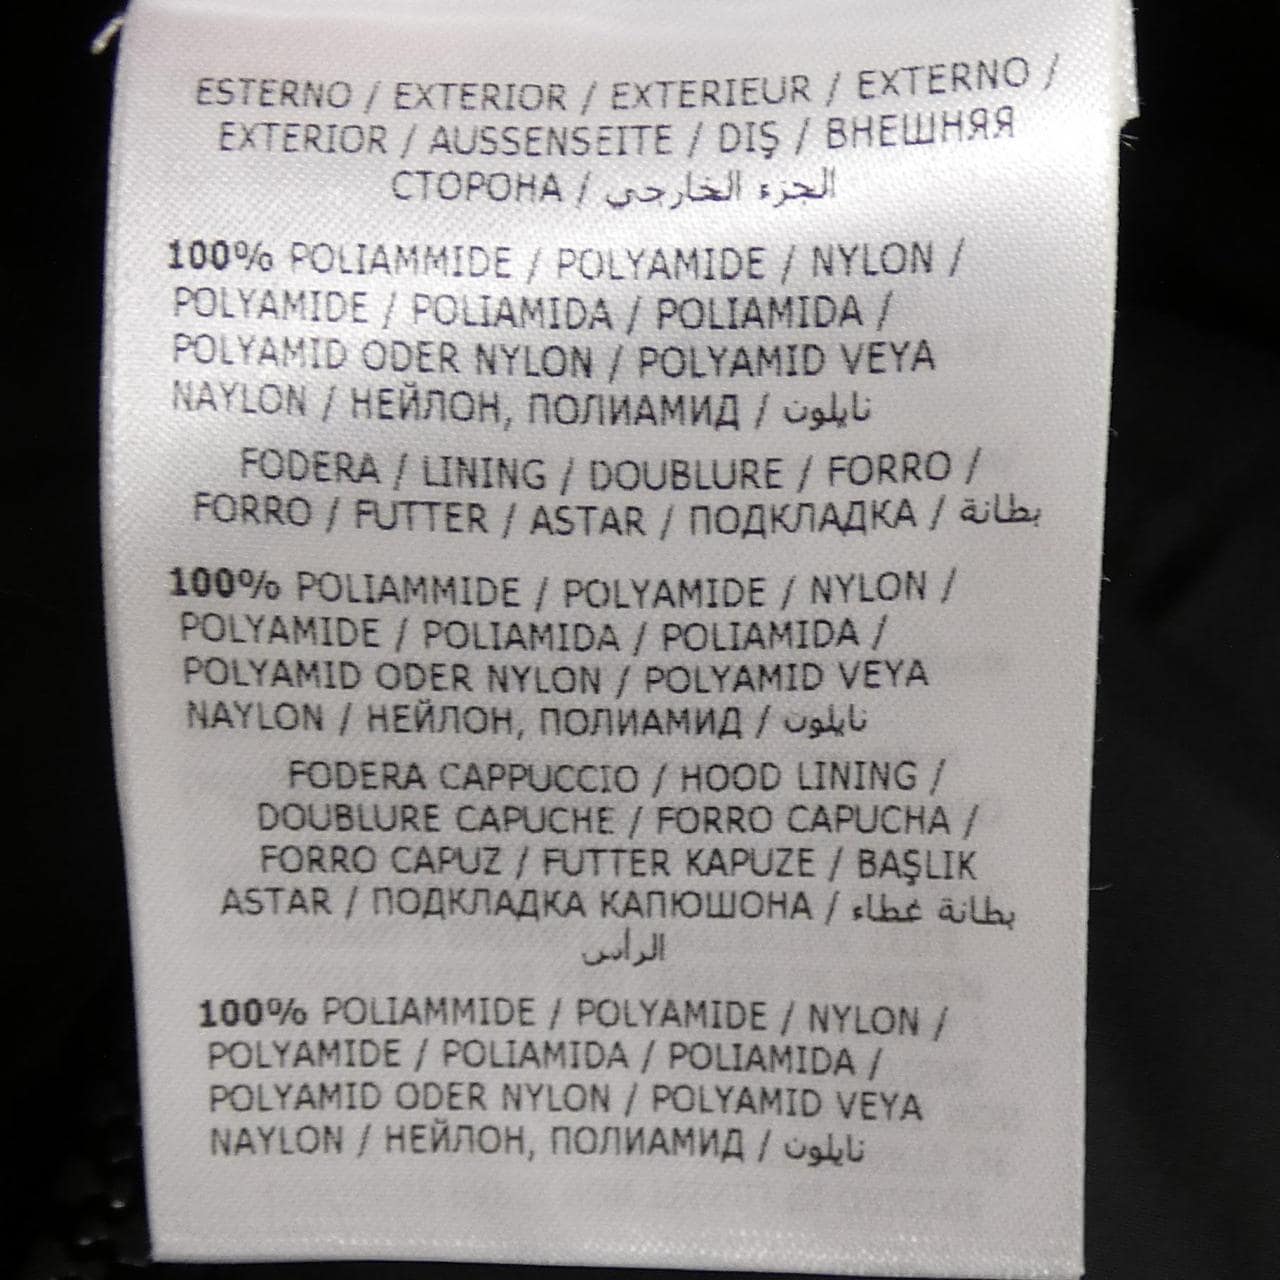 ESTERNO / EXTERIOR / EXTERIEUR / EXTERNO /
EXTERIOR / AUSSENSEITE / DIŞ / ВНЕШНЯЯ
СТОРОНА / الجزء الخارجي
100% POLIAMMIDE / POLYAMIDE / NYLON /
POLYAMIDE / POLIAMIDA / POLIAMIDA /
POLYAMID ODER NYLON / POLYAMID VEYA
NAYLON / НЕЙЛОН, ПОЛИАМИД / نايلون
FODERA / LINING / DOUBLURE / FORRO /
FORRO / FUTTER / ASTAR / ПОДКЛАДКА / بطانة
100% POLIAMMIDE / POLYAMIDE / NYLON /
POLYAMIDE / POLIAMIDA / POLIAMIDA /
POLYAMID ODER NYLON / POLYAMID VEYA
NAYLON / НЕЙЛОН, ПОЛИАМИД / نايلون
FODERA CAPPUCCIO / HOOD LINING /
DOUBLURE CAPUCHE / FORRO CAPUCHA /
FORRO CAPUZ / FUTTER KAPUZE / BAŞLIK
ASTAR / ПОДКЛАДКА КАПЮШОНА / بطانة غطاء
الرأس
100% POLIAMMIDE / POLYAMIDE / NYLON /
POLYAMIDE / POLIAMIDA / POLIAMIDA /
POLYAMID ODER NYLON / POLYAMID VEYA
NAYLON / НЕЙЛОН, ПОЛИАМИД / نايلون